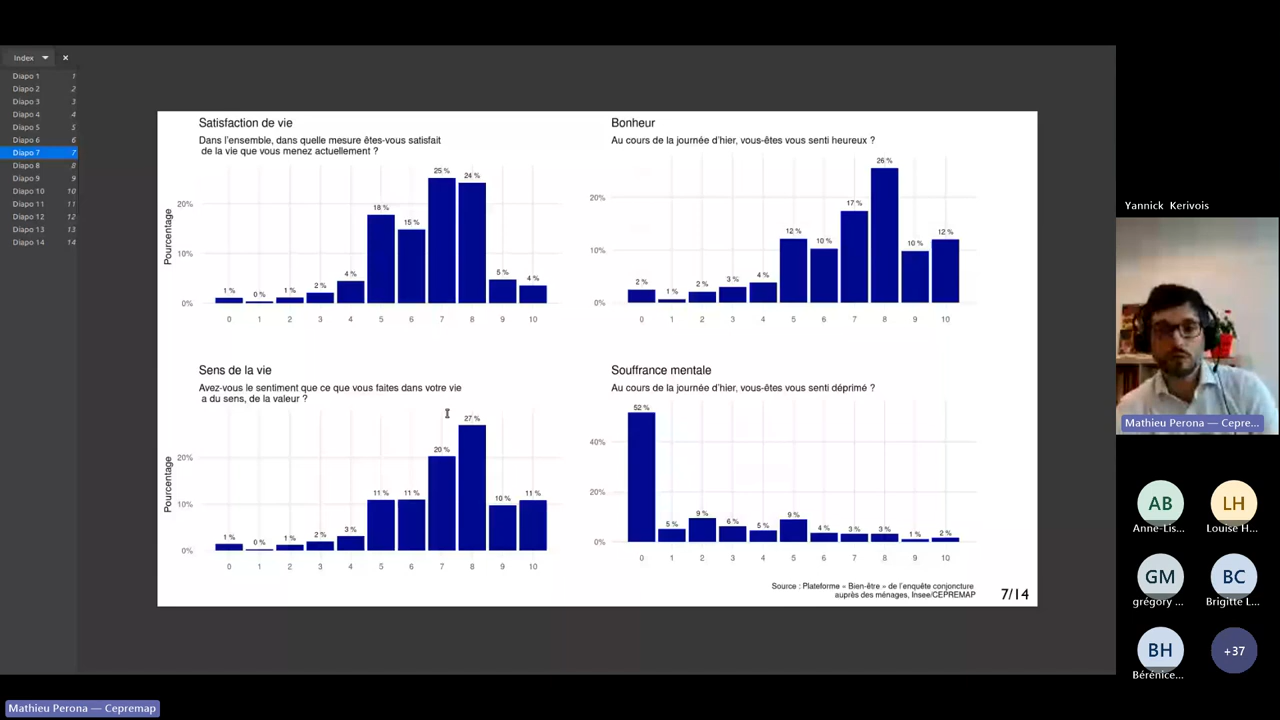 Index
Diapo 1 1
Diapo 2 2
Diapo 3 3
Diapo 4 4
Diapo 5 5
Diapo 6 6
Diapo 7 7
Diapo 8 8
Diapo 9 9
Diapo 10 10
Diapo 11 11
Diapo 12 12
Diapo 13 13
Diapo 14 14
Satisfaction de vie
Dans l'ensemble, dans quelle mesure êtes-vous satisfait
de la vie que vous menez actuellement ?
Pourcentage
20%
10%
0%
1 %
0 %
1 %
2 %
4 %
18 %
15 %
25 %
24 %
5 %
4 %
0 1 2 3 4 5 6 7 8 9 10
Bonheur
Au cours de la journée d'hier, vous-êtes vous senti heureux ?
20%
10%
0%
2 %
1 %
2 %
3 %
4 %
12 %
10 %
17 %
26 %
10 %
12 %
0 1 2 3 4 5 6 7 8 9 10
Sens de la vie
Avez-vous le sentiment que ce que vous faites dans votre vie
a du sens, de la valeur ?
Pourcentage
20%
10%
0%
1 %
0 %
1 %
2 %
3 %
11 %
11 %
20 %
27 %
10 %
11 %
0 1 2 3 4 5 6 7 8 9 10
Souffrance mentale
Au cours de la journée d'hier, vous-êtes vous senti déprimé ?
40%
20%
0%
52 %
5 %
9 %
6 %
5 %
9 %
4 %
3 %
3 %
1 %
2 %
0 1 2 3 4 5 6 7 8 9 10
Source : Plateforme « Bien-être » de l'enquête conjoncture
auprès des ménages, Insee/CEPREMAP
7/14
Yannick Kerivois
Mathieu Perona — Cepre...
AB
Anne-Lis...
LH
Louise H...
GM
grégory ...
BC
Brigitte L...
BH
Bérénice...
+37
Mathieu Perona — Cepremap